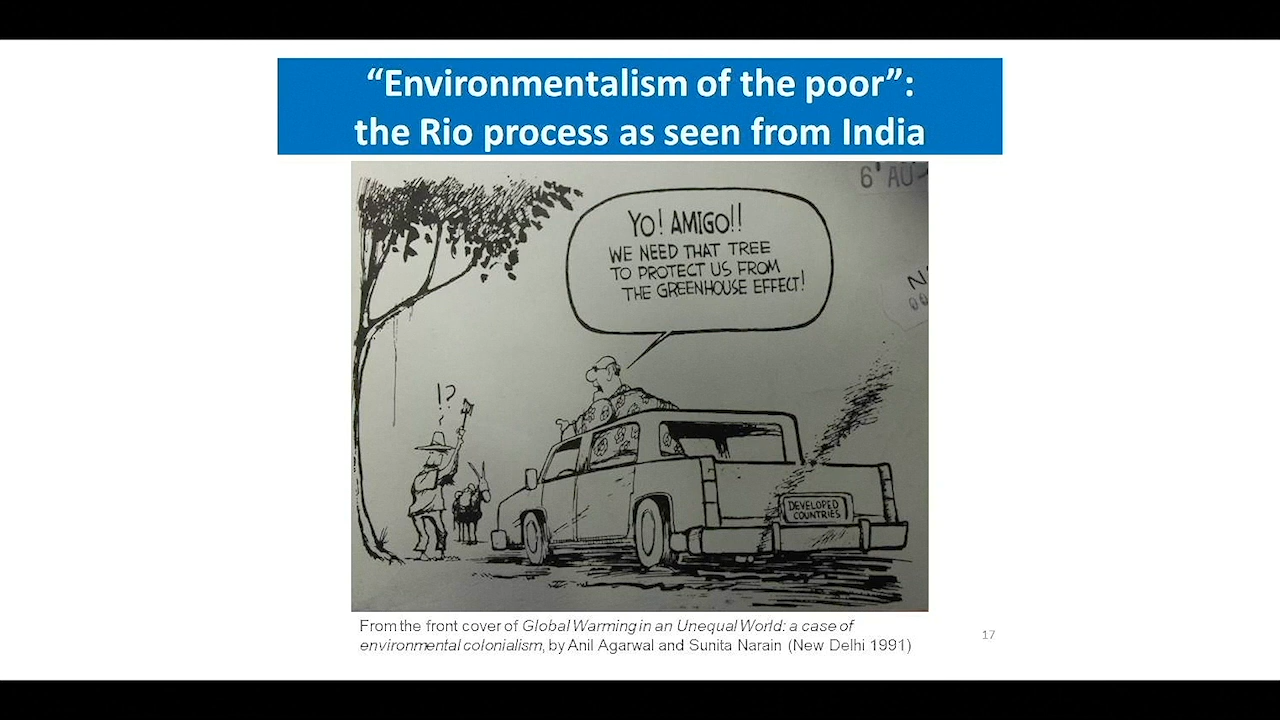 “Environmentalism of the poor”:
the Rio process as seen from India
6 AU
YO! AMIGO!!
WE NEED THAT TREE
TO PROTECT US FROM
THE GREENHOUSE EFFECT!
!?
DEVELOPED
COUNTRIES
From the front cover of Global Warming in an Unequal World: a case of
environmental colonialism, by Anil Agarwal and Sunita Narain (New Delhi 1991)
17